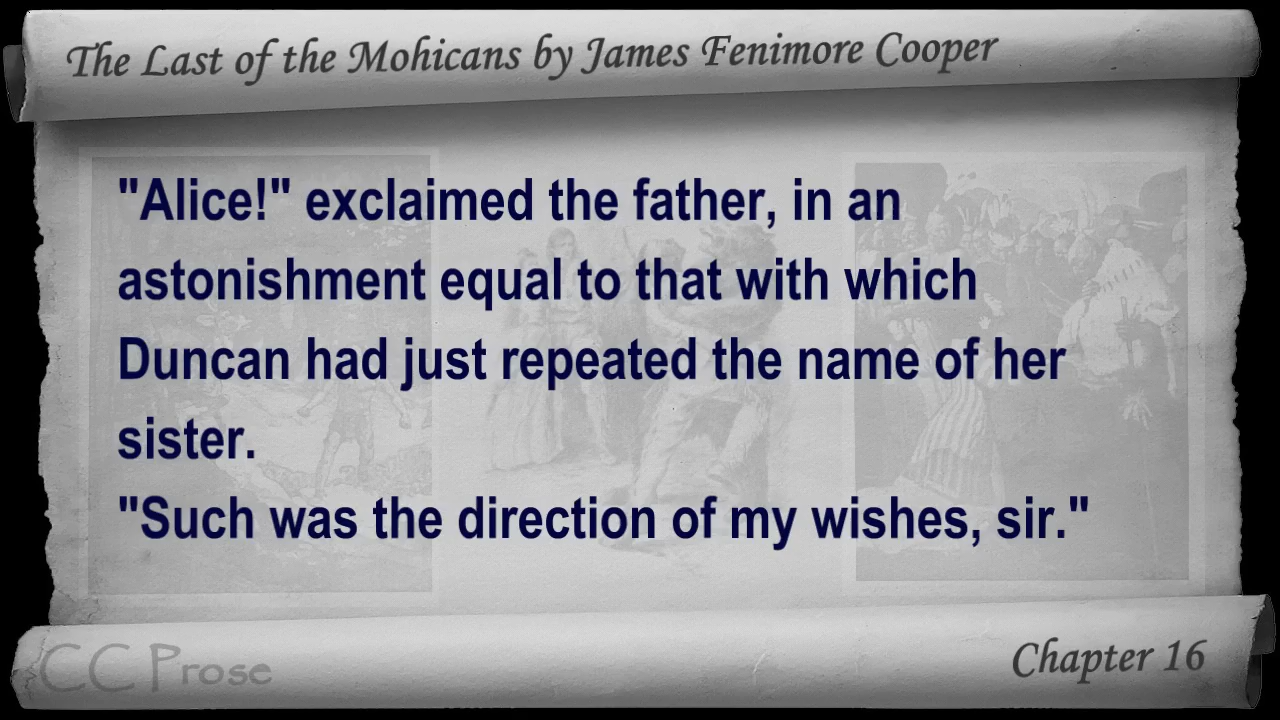 The Last of the Mohicans by James Fenimore Cooper
"Alice!" exclaimed the father, in an
astonishment equal to that with which
Duncan had just repeated the name of her
sister.
"Such was the direction of my wishes, sir."
CC Prose
Chapter 16